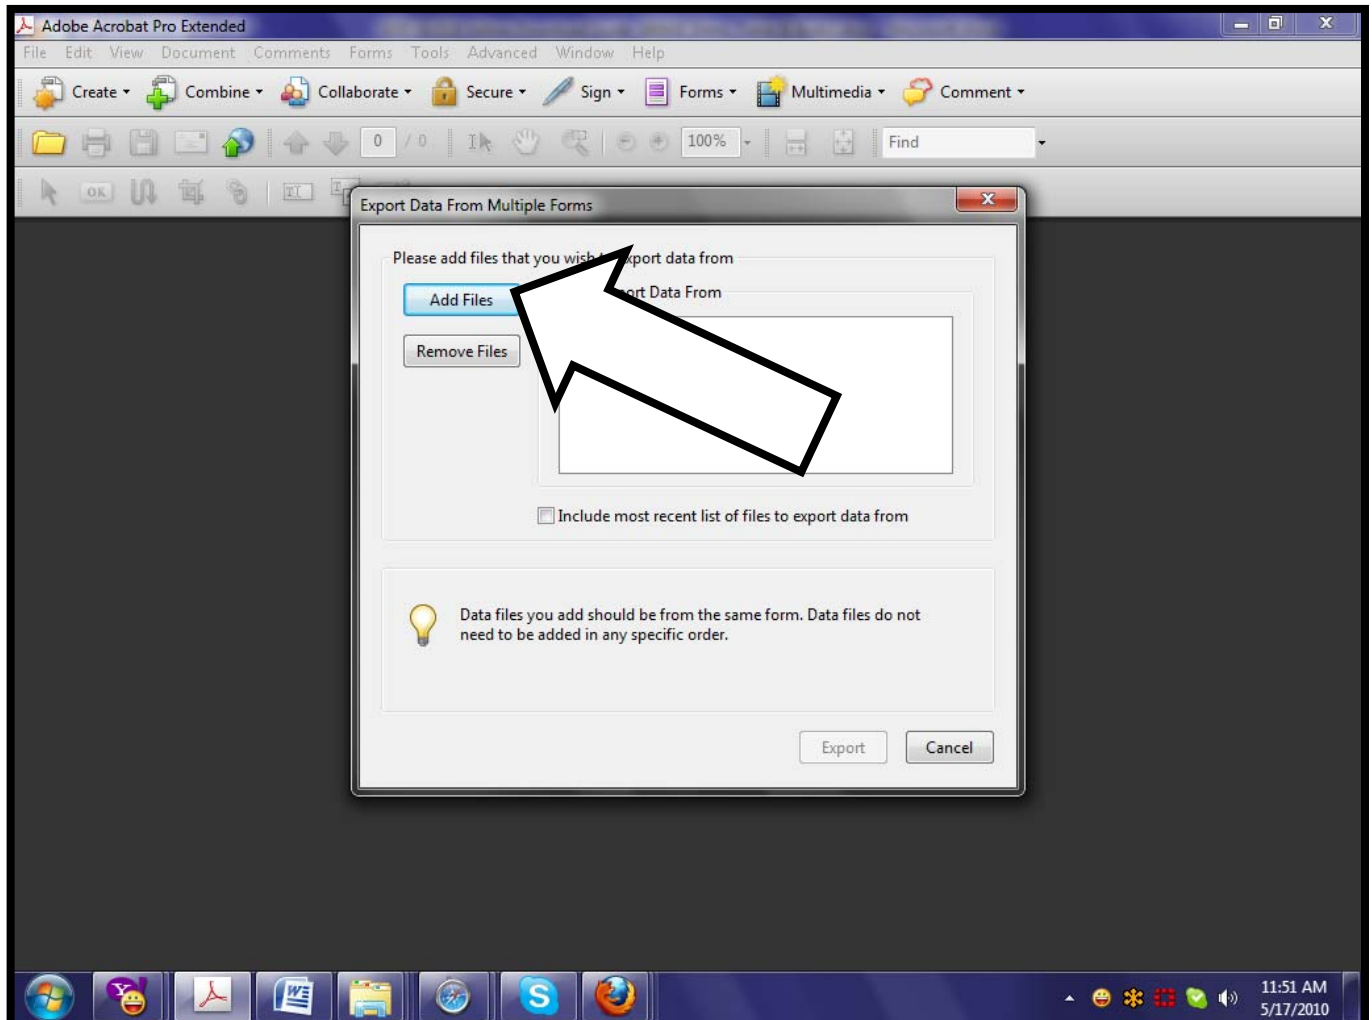 Adobe Acrobat Pro Extended
File Edit View Document Comments Forms Tools Advanced Window Help
Create Combine Collaborate Secure Sign Forms Multimedia Comment
0 / 0 100% Find
OK
Export Data From Multiple Forms
Please add files that you wish export data from
Add Files
Data From
Remove Files
Include most recent list of files to export data from
Data files you add should be from the same form. Data files do not
need to be added in any specific order.
Export Cancel
11:51 AM
5/17/2010